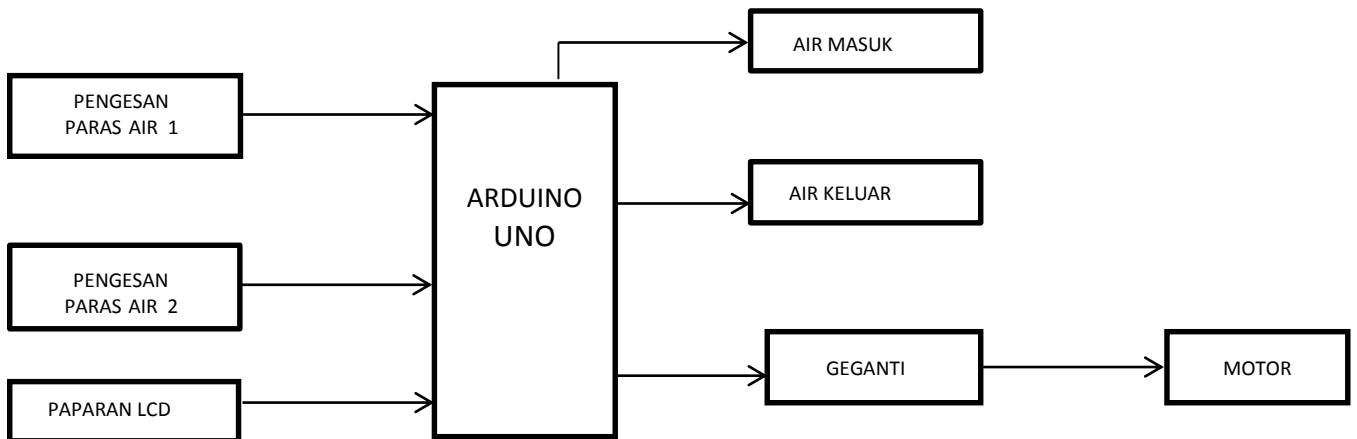 PENGESAN
PARAS AIR 1
PENGESAN
PARAS AIR 2
PAPARAN LCD
ARDUINO
UNO
AIR MASUK
AIR KELUAR
GEGANTI
MOTOR